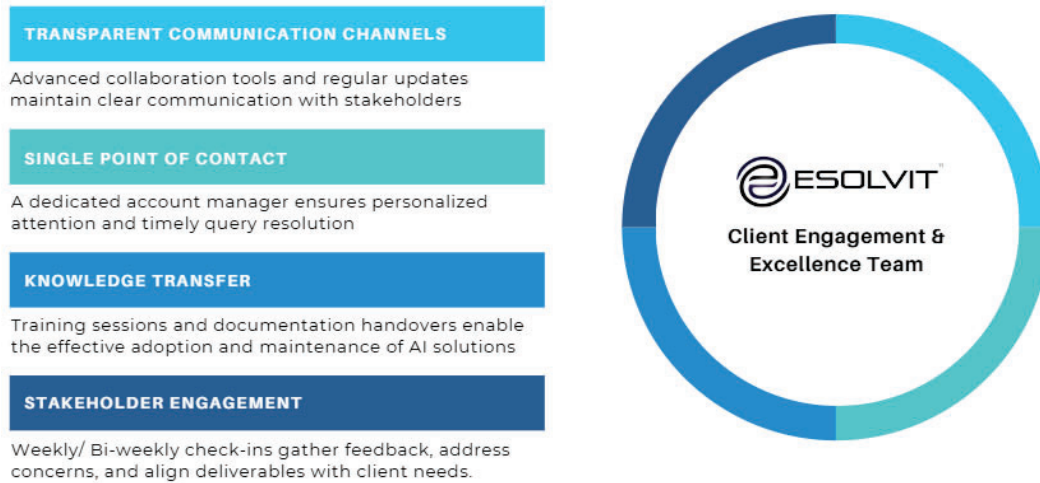 TRANSPARENT COMMUNICATION CHANNELS
Advanced collaboration tools and regular updates
maintain clear communication with stakeholders
SINGLE POINT OF CONTACT
A dedicated account manager ensures personalized
attention and timely query resolution
KNOWLEDGE TRANSFER
Training sessions and documentation handovers enable
the effective adoption and maintenance of AI solutions
STAKEHOLDER ENGAGEMENT
Weekly/ Bi-weekly check-ins gather feedback, address
concerns, and align deliverables with client needs.
ESOLVIT
Client Engagement &
Excellence Team